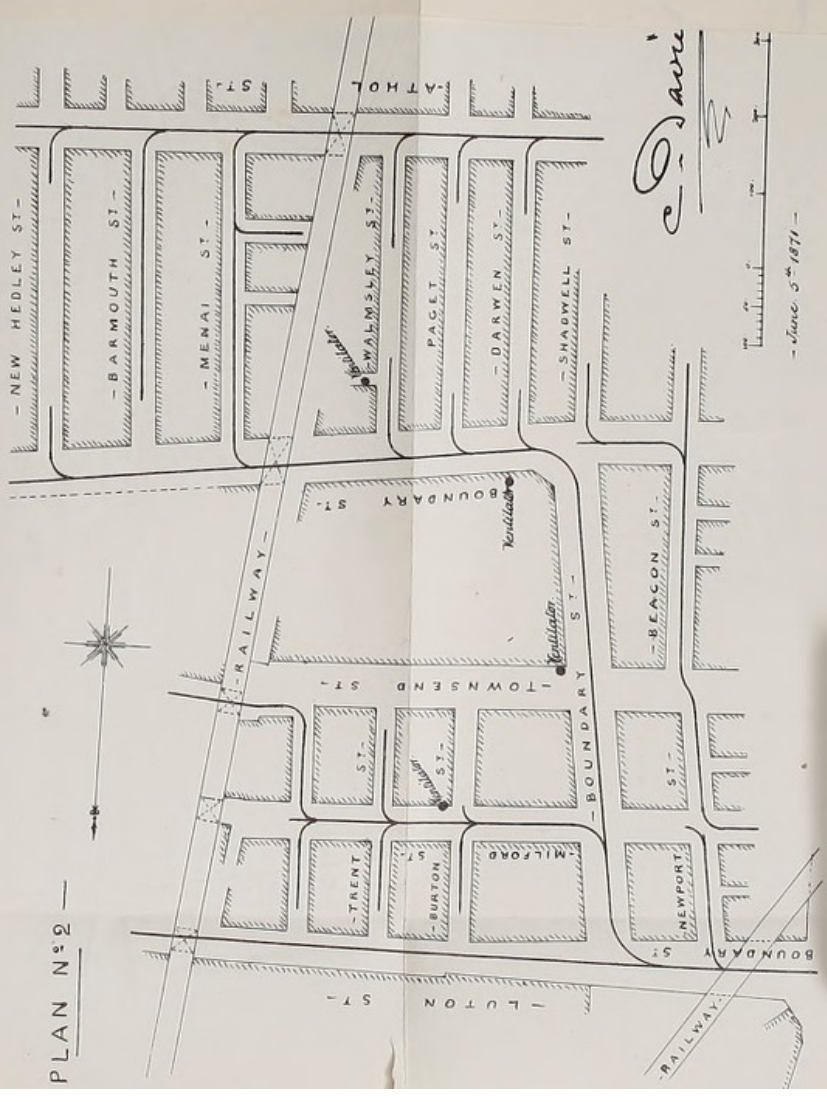 PLAN Nº 2 —
-ATHOL ST-
-NEW HEDLEY ST-
-BARMOUTH ST-
-MENAI ST-
-WALMSLEY ST-
Ventilator
PAGET ST
-DARWEN ST-
-SHADWELL ST-
BOUNDARY ST-
Ventilator
-BEACON ST-
-RAILWAY-
Ventilator
-TOWNSEND ST-
-BOUNDARY ST-
Ventilator
-TRENT ST-
-BURTON ST-
-MILFORD ST-
NEWPORT ST-
BOUNDARY ST
-LUTON ST-
-RAILWAY-
- June 5th 1871 -